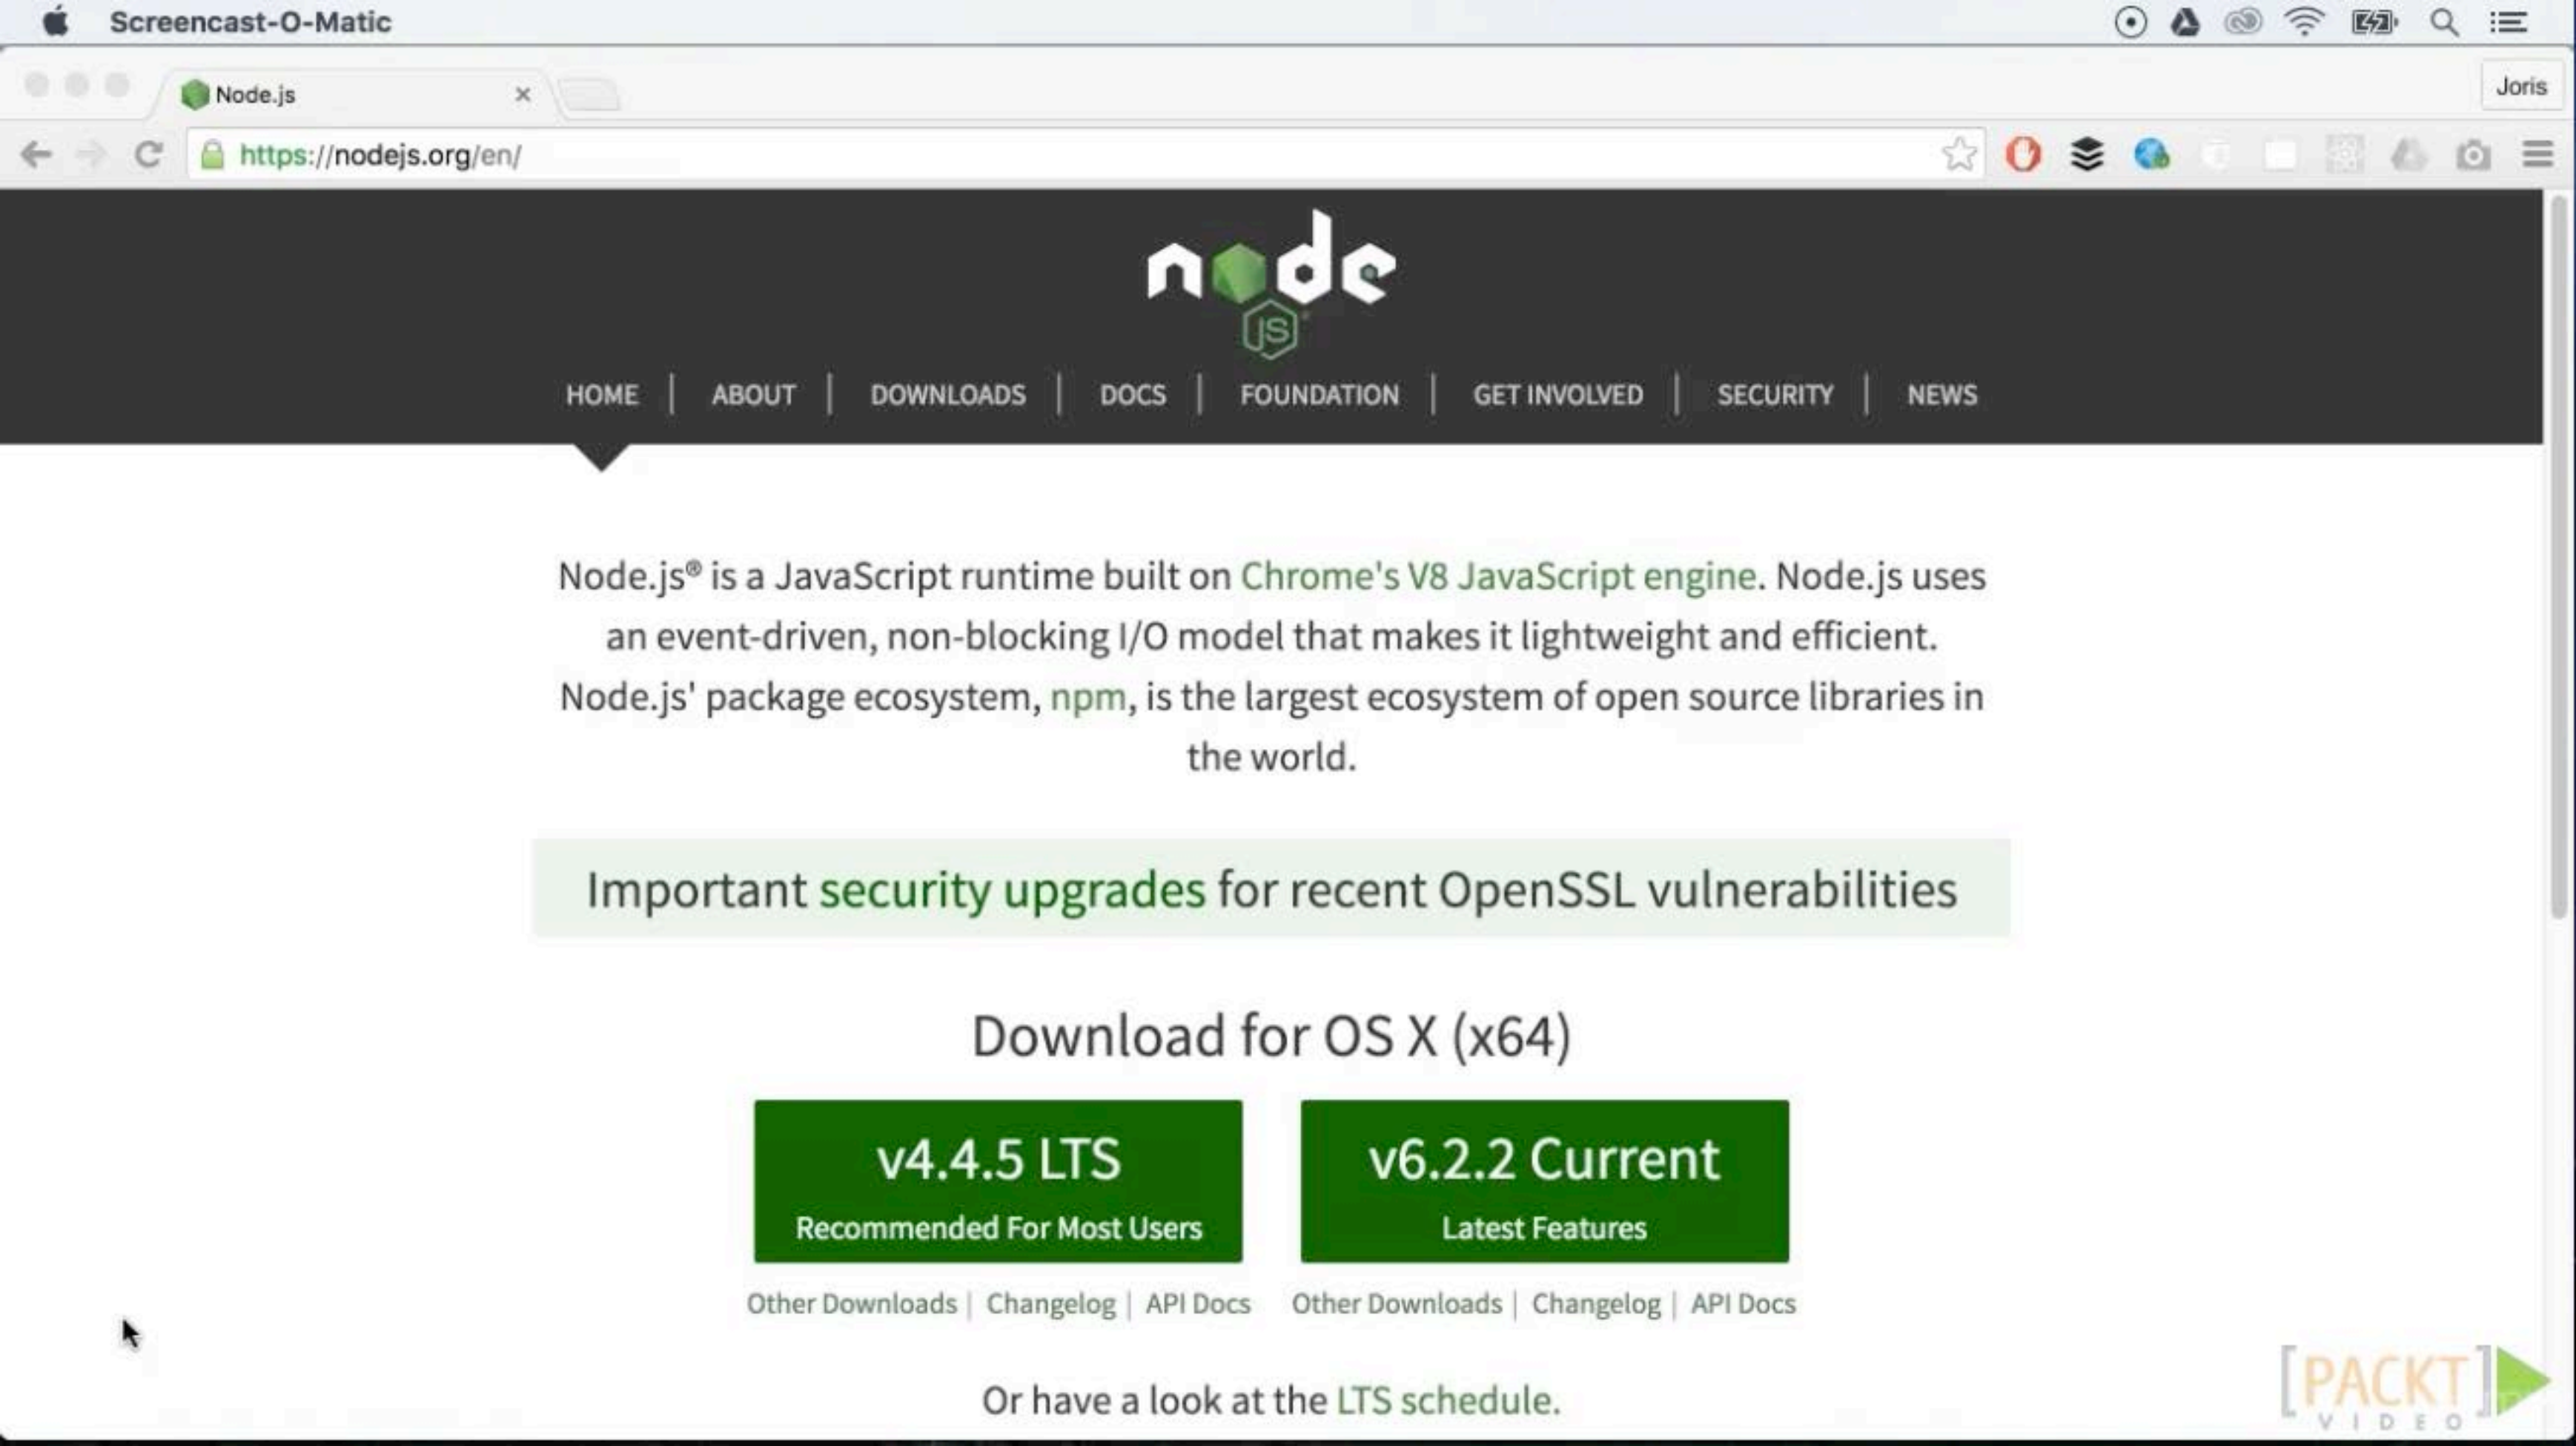 Screencast-O-Matic
Node.js
Joris
https://nodejs.org/en/
node
JS
HOME | ABOUT | DOWNLOADS | DOCS | FOUNDATION | GET INVOLVED | SECURITY | NEWS
Node.js® is a JavaScript runtime built on Chrome's V8 JavaScript engine. Node.js uses
an event-driven, non-blocking I/O model that makes it lightweight and efficient.
Node.js' package ecosystem, npm, is the largest ecosystem of open source libraries in
the world.
Important security upgrades for recent OpenSSL vulnerabilities
Download for OS X (x64)
v4.4.5 LTS
Recommended For Most Users
v6.2.2 Current
Latest Features
Other Downloads | Changelog | API Docs
Other Downloads | Changelog | API Docs
Or have a look at the LTS schedule.
[PACKT]
VIDEO